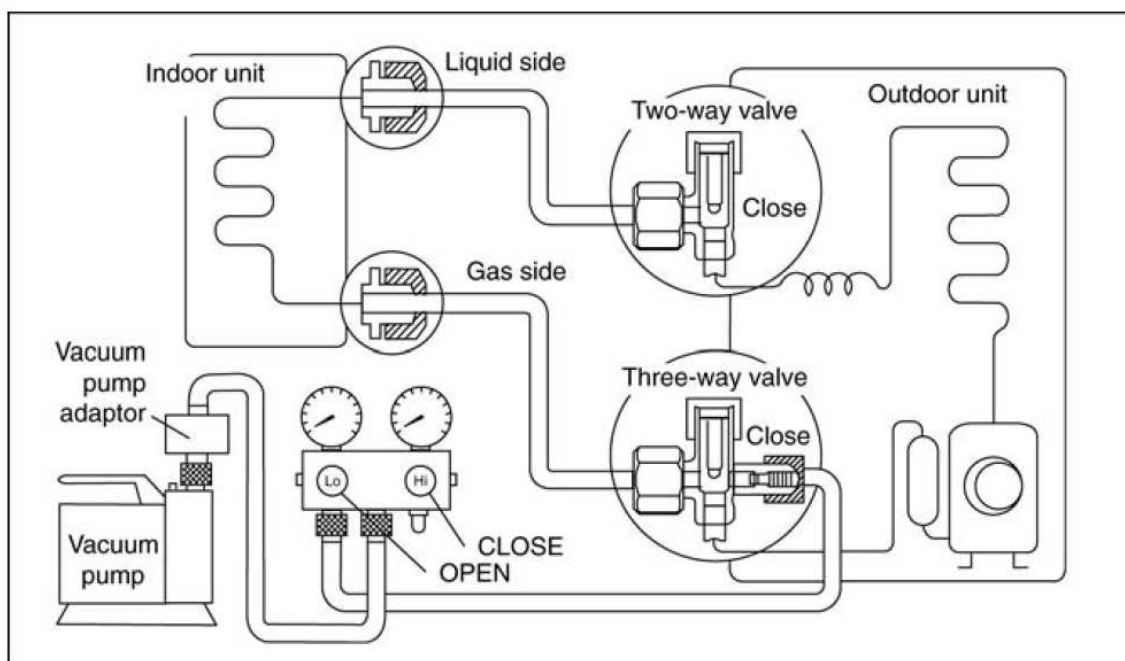 Indoor unit
Liquid side
Two-way valve
Close
Outdoor unit
Gas side
Three-way valve
Close
Vacuum
pump
adaptor
Lo
Hi
CLOSE
OPEN
Vacuum
pump